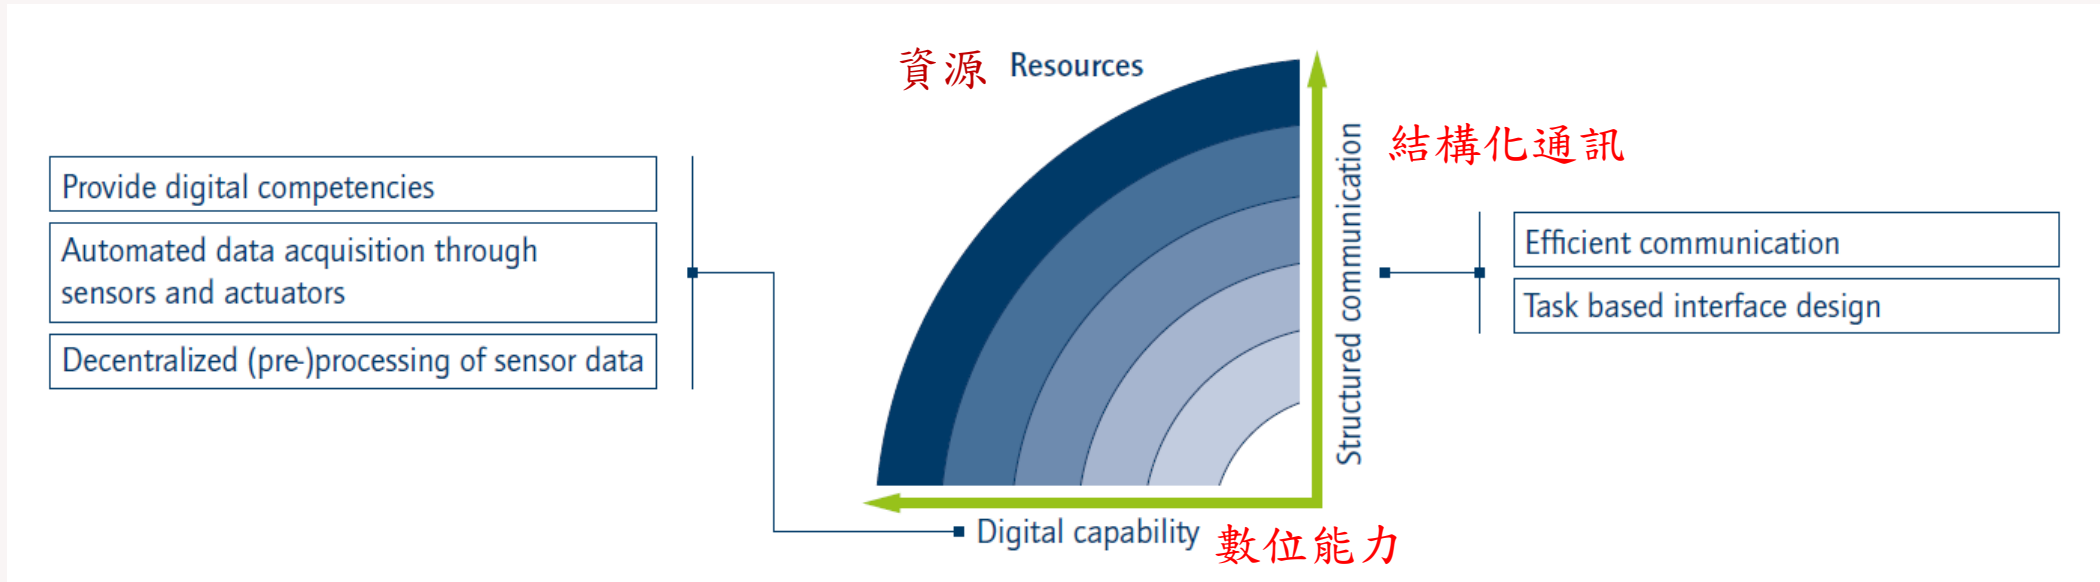 資源 Resources
Provide digital competencies
Automated data acquisition through
sensors and actuators
Decentralized (pre-)processing of sensor data
Structured communication
結構化通訊
Efficient communication
Task based interface design
Digital capability 數位能力